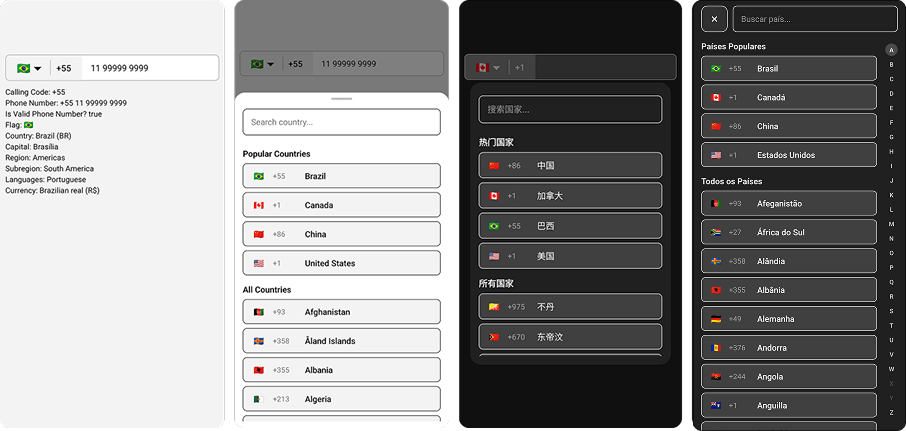 +55 11 99999 9999
Calling Code: +55
Phone Number: +55 11 99999 9999
Is Valid Phone Number? true
Flag: 🇧🇷
Country: Brazil (BR)
Capital: Brasília
Region: Americas
Subregion: South America
Languages: Portuguese
Currency: Brazilian real (R$)
+55 11 99999 9999
Search country...
Popular Countries
+55 Brazil
+1 Canada
+86 China
+1 United States
All Countries
+93 Afghanistan
+358 Åland Islands
+355 Albania
+213 Algeria
+1
搜索国家...
热门国家
+86 中国
+1 加拿大
+55 巴西
+1 美国
所有国家
+975 不丹
+670 东帝汶
× Buscar país...
Países Populares
+55 Brasil
+1 Canadá
+86 China
+1 Estados Unidos
Todos os Países
+93 Afeganistão
+27 África do Sul
+358 Alândia
+355 Albânia
+49 Alemanha
+376 Andorra
+244 Angola
+1 Anguilla
A
B
C
D
E
F
G
H
I
J
K
L
M
N
O
P
Q
R
S
T
U
V
W
X
Y
Z